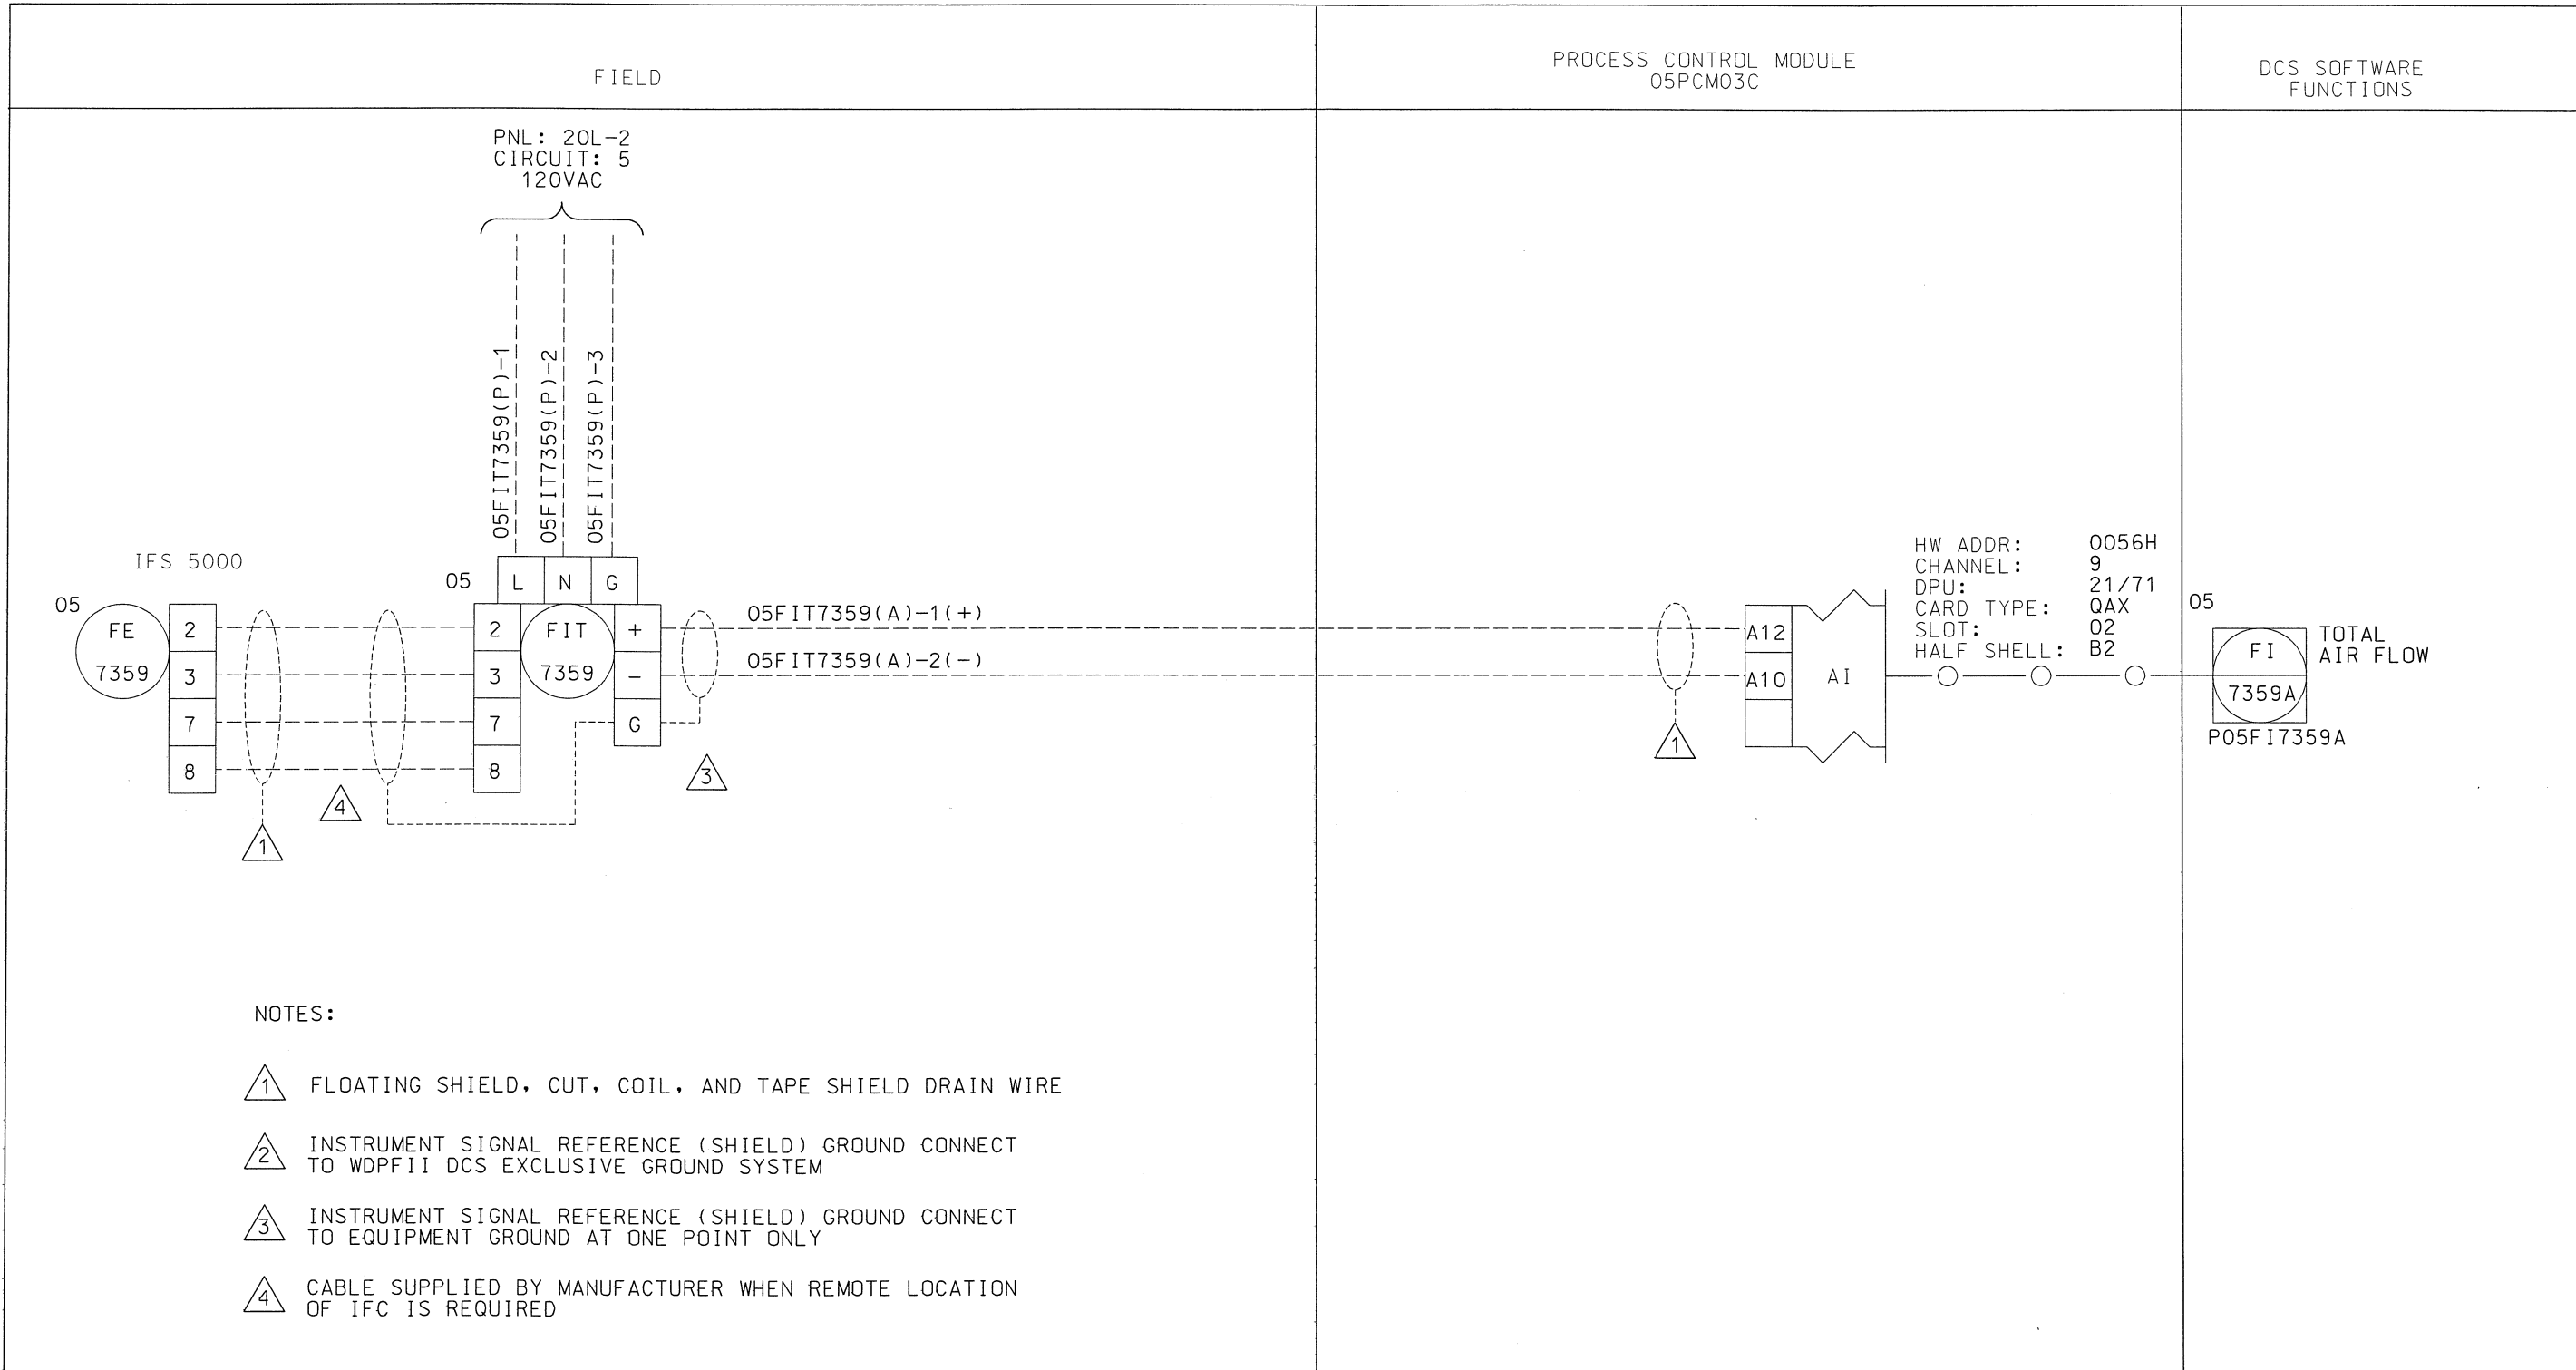 FIELD
PROCESS CONTROL MODULE
05PCM03C
DCS SOFTWARE
FUNCTIONS
PNL: 20L-2
CIRCUIT: 5
120VAC
05FIT7359(P)-1
05FIT7359(P)-2
05FIT7359(P)-3
IFS 5000
05
L N G
05
FE
7359
2
3
7
8
2
3
7
8
FIT
7359
+
-
G
05FIT7359(A)-1(+)
05FIT7359(A)-2(-)
1
4
3
1
A12
A10
AI
HW ADDR: 0056H
CHANNEL: 9
DPU: 21/71
CARD TYPE: QAX
SLOT: 02
HALF SHELL: B2
05
FI
7359A
TOTAL
AIR FLOW
P05FI7359A
NOTES:
1 FLOATING SHIELD, CUT, COIL, AND TAPE SHIELD DRAIN WIRE
2 INSTRUMENT SIGNAL REFERENCE (SHIELD) GROUND CONNECT
TO WDPFII DCS EXCLUSIVE GROUND SYSTEM
3 INSTRUMENT SIGNAL REFERENCE (SHIELD) GROUND CONNECT
TO EQUIPMENT GROUND AT ONE POINT ONLY
4 CABLE SUPPLIED BY MANUFACTURER WHEN REMOTE LOCATION
OF IFC IS REQUIRED